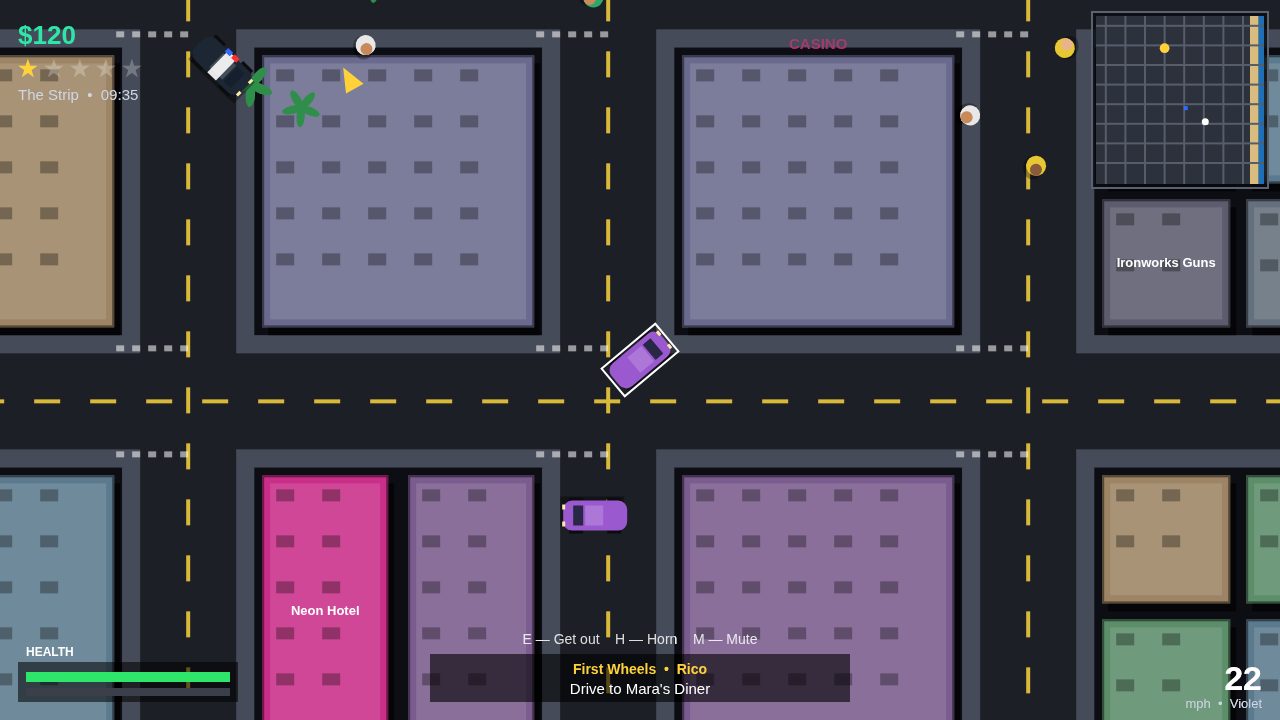 $120
The Strip • 09:35
CASINO
Ironworks Guns
Neon Hotel
E — Get out H — Horn M — Mute
First Wheels • Rico
Drive to Mara's Diner
HEALTH
22
mph • Violet